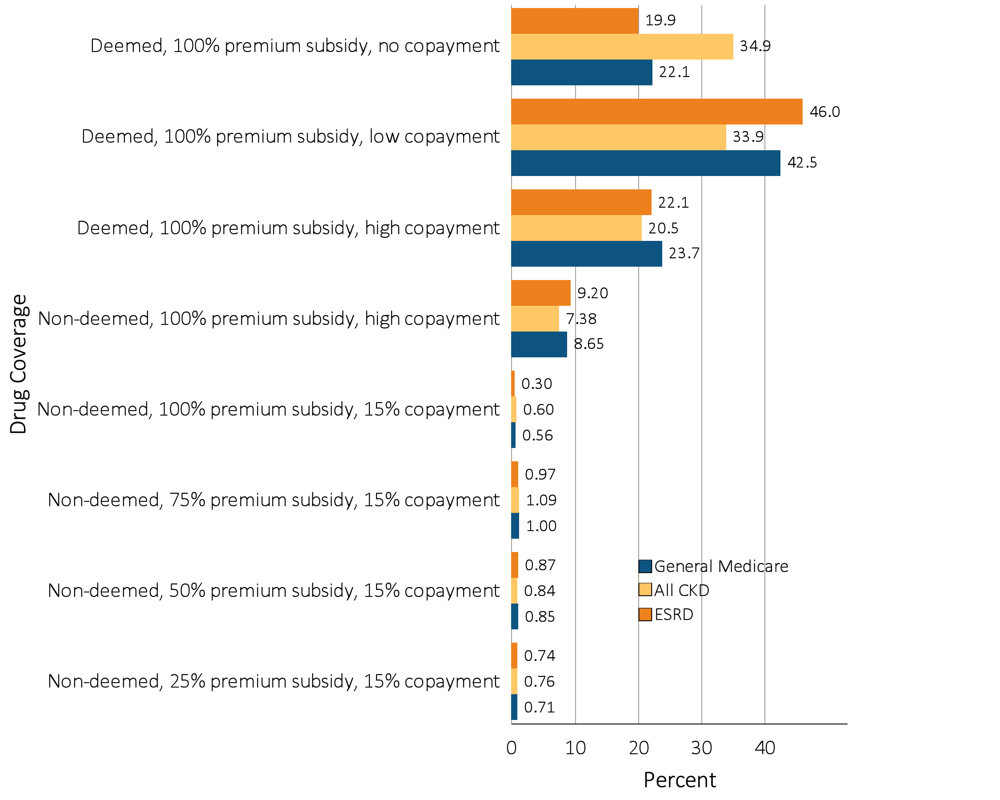 19.9
Deemed, 100% premium subsidy, no copayment
34.9
22.1
46.0
Deemed, 100% premium subsidy, low copayment
33.9
42.5
22.1
Deemed, 100% premium subsidy, high copayment
20.5
23.7
9.20
Non-deemed, 100% premium subsidy, high copayment
7.38
8.65
Drug Coverage
0.30
Non-deemed, 100% premium subsidy, 15% copayment
0.60
0.56
0.97
Non-deemed, 75% premium subsidy, 15% copayment
1.09
1.00
0.87
Non-deemed, 50% premium subsidy, 15% copayment
0.84
0.85
General Medicare
All CKD
ESRD
0.74
Non-deemed, 25% premium subsidy, 15% copayment
0.76
0.71
0 10 20 30 40
Percent